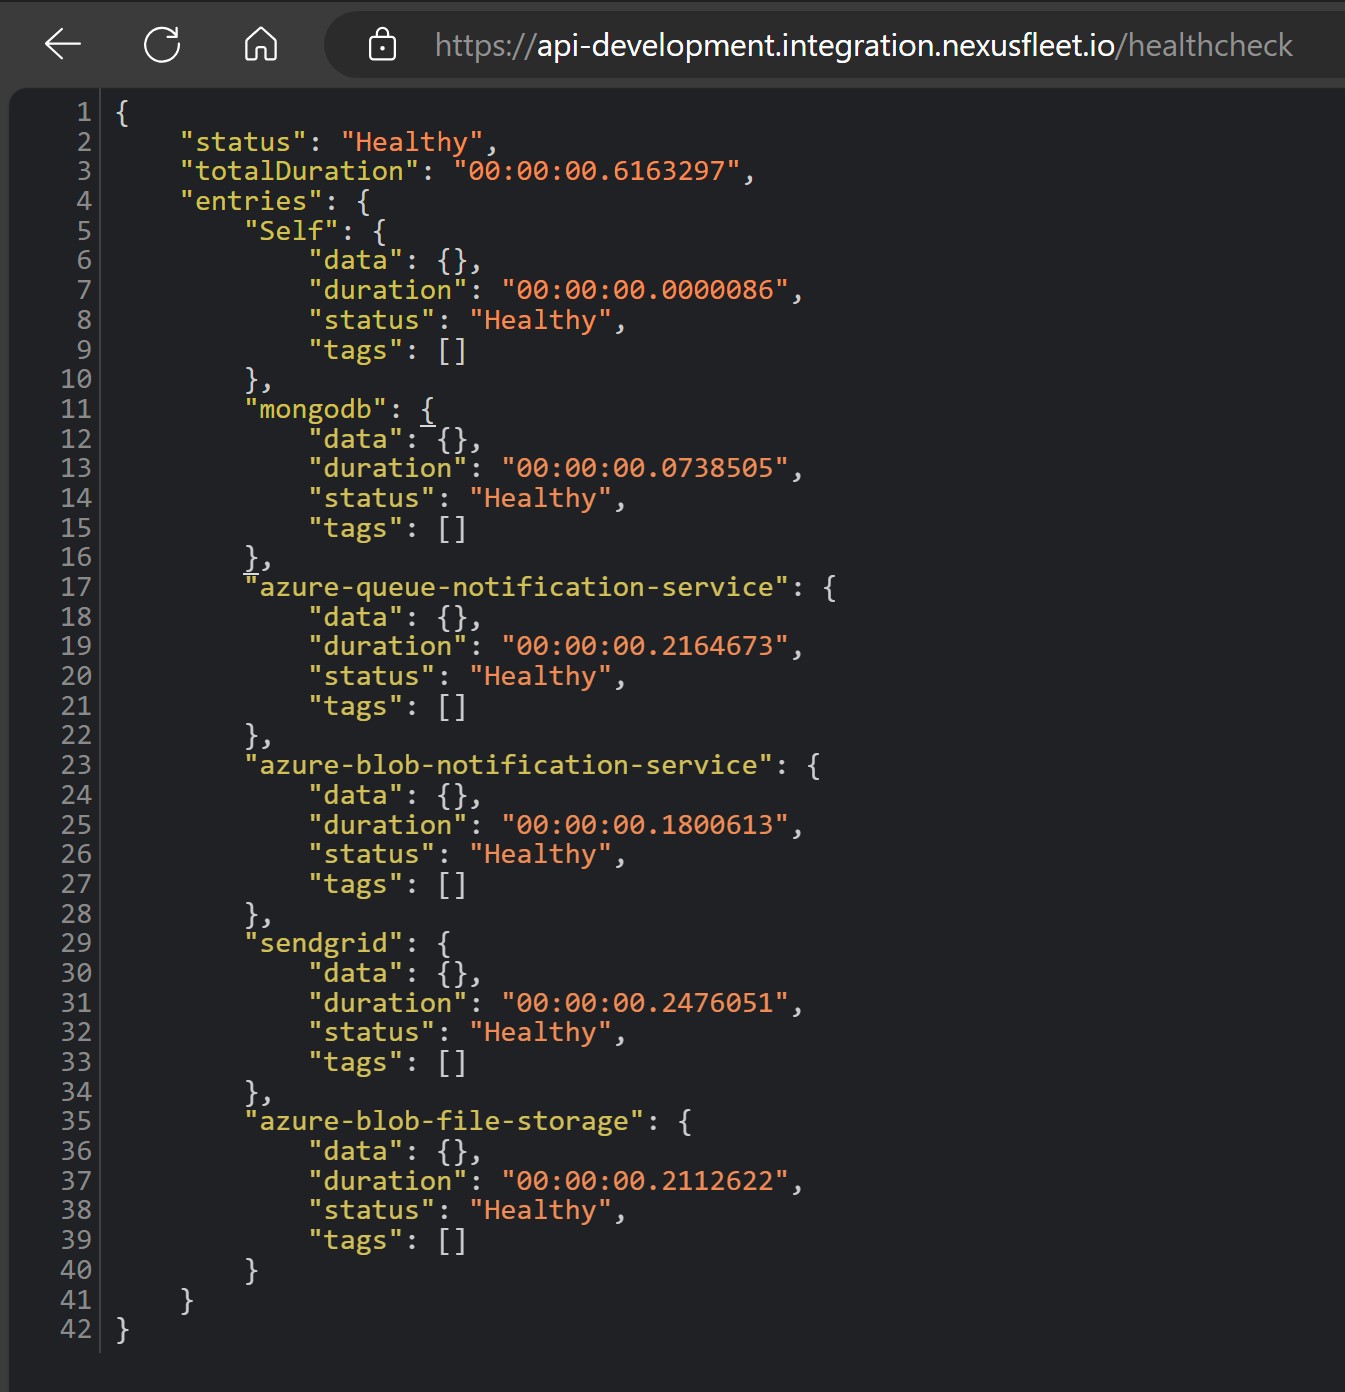 https://api-development.integration.nexusfleet.io/healthcheck
1 {
2     "status": "Healthy",
3     "totalDuration": "00:00:00.6163297",
4     "entries": {
5         "Self": {
6             "data": {},
7             "duration": "00:00:00.0000086",
8             "status": "Healthy",
9             "tags": []
10         },
11         "mongodb": {
12             "data": {},
13             "duration": "00:00:00.0738505",
14             "status": "Healthy",
15             "tags": []
16         },
17         "azure-queue-notification-service": {
18             "data": {},
19             "duration": "00:00:00.2164673",
20             "status": "Healthy",
21             "tags": []
22         },
23         "azure-blob-notification-service": {
24             "data": {},
25             "duration": "00:00:00.1800613",
26             "status": "Healthy",
27             "tags": []
28         },
29         "sendgrid": {
30             "data": {},
31             "duration": "00:00:00.2476051",
32             "status": "Healthy",
33             "tags": []
34         },
35         "azure-blob-file-storage": {
36             "data": {},
37             "duration": "00:00:00.2112622",
38             "status": "Healthy",
39             "tags": []
40         }
41     }
42 }